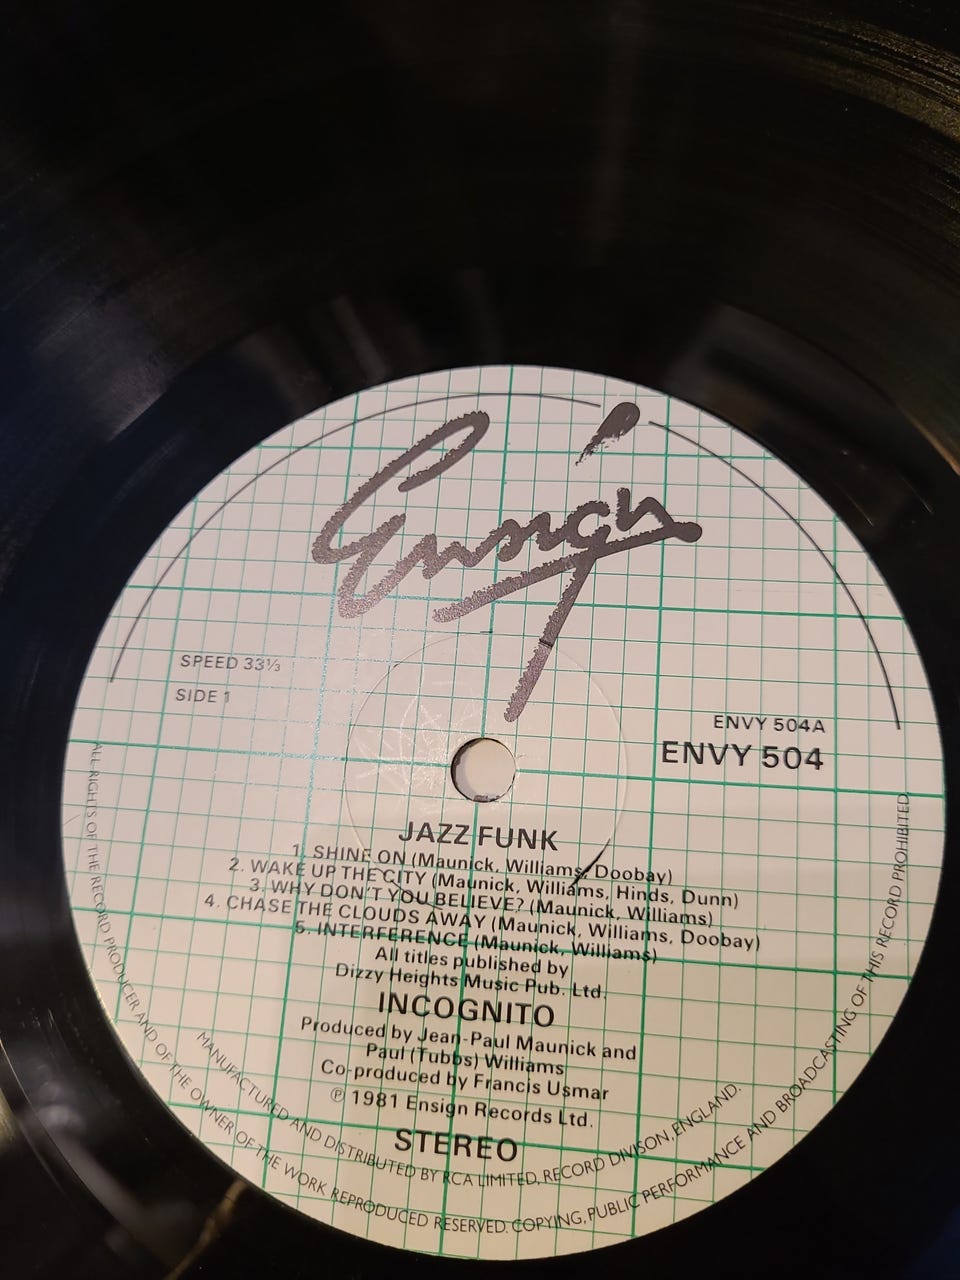 Ensign
SPEED 33⅓
SIDE 1
ENVY 504A
ENVY 504
JAZZ FUNK
1. SHINE ON (Maunick, Williams, Doobay)
2. WAKE UP THE CITY (Maunick, Williams, Hinds, Dunn)
3. WHY DON'T YOU BELIEVE? (Maunick, Williams)
4. CHASE THE CLOUDS AWAY (Maunick, Williams, Doobay)
5. INTERFERENCE (Maunick, Williams)
All titles published by
Dizzy Heights Music Pub. Ltd.
INCOGNITO
Produced by Jean-Paul Maunick and
Paul (Tubbs) Williams
Co-produced by Francis Usmar
℗ 1981 Ensign Records Ltd.
STEREO
MANUFACTURED AND DISTRIBUTED BY RCA LIMITED, RECORD DIVISON, ENGLAND.
ALL RIGHTS OF THE RECORD PRODUCER AND OF THE OWNER OF THE WORK REPRODUCED RESERVED. COPYING, PUBLIC PERFORMANCE AND BROADCASTING OF THIS RECORD PROHIBITED